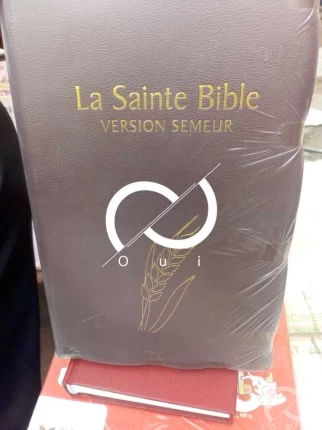 La Sainte Bible
VERSION SEMEUR
Oui